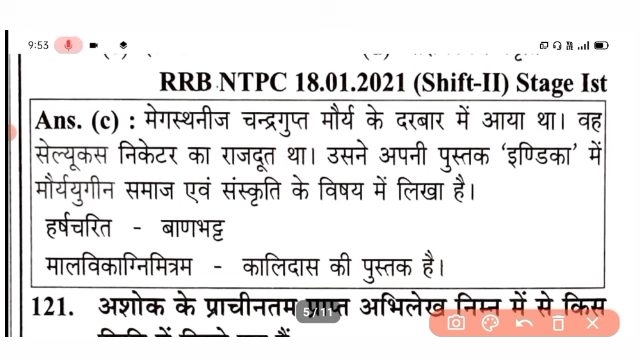 9:53
RRB NTPC 18.01.2021 (Shift-II) Stage Ist
Ans. (c) : मेगस्थनीज चन्द्रगुप्त मौर्य के दरबार में आया था। वह
सेल्यूकस निकेटर का राजदूत था। उसने अपनी पुस्तक ‘इण्डिका’ में
मौर्ययुगीन समाज एवं संस्कृति के विषय में लिखा है।
हर्षचरित - बाणभट्ट
मालविकाग्निमित्रम - कालिदास की पुस्तक है।
121. अशोक के प्राचीनतम प्राप्त अभिलेख निम्न में से किस
5 / 11